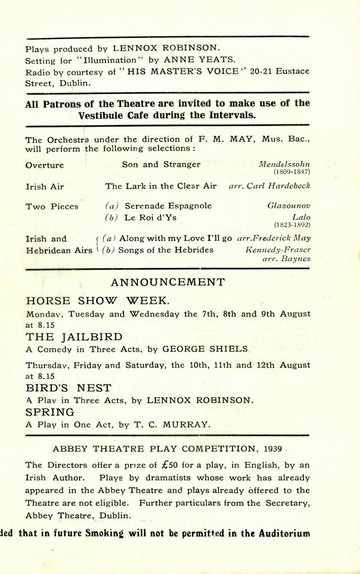 Plays produced by LENNOX ROBINSON.
Setting for "Illumination" by ANNE YEATS.
Radio by courtesy of "HIS MASTER'S VOICE" 20-21 Eustace
Street, Dublin.
All Patrons of the Theatre are invited to make use of the
Vestibule Cafe during the Intervals.
The Orchestra under the direction of F. M. MAY, Mus. Bac.,
will perform the following selections :
Overture Son and Stranger Mendelssohn
(1809-1847)
Irish Air The Lark in the Clear Air arr. Carl Hardebeck
Two Pieces (a) Serenade Espagnole Glazounov
(b) Le Roi d'Ys Lalo
(1823-1892)
Irish and (a) Along with my Love I'll go arr. Frederick May
Hebridean Airs (b) Songs of the Hebrides Kennedy-Fraser
arr. Baynes
ANNOUNCEMENT
HORSE SHOW WEEK.
Monday, Tuesday and Wednesday the 7th, 8th and 9th August
at 8.15
THE JAILBIRD
A Comedy in Three Acts, by GEORGE SHIELS
Thursday, Friday and Saturday, the 10th, 11th and 12th August
at 8.15
BIRD'S NEST
A Play in Three Acts, by LENNOX ROBINSON.
SPRING
A Play in One Act, by T. C. MURRAY.
ABBEY THEATRE PLAY COMPETITION, 1939
The Directors offer a prize of £50 for a play, in English, by an
Irish Author. Plays by dramatists whose work has already
appeared in the Abbey Theatre and plays already offered to the
Theatre are not eligible. Further particulars from the Secretary,
Abbey Theatre, Dublin.
ded that in future Smoking will not be permitted in the Auditorium